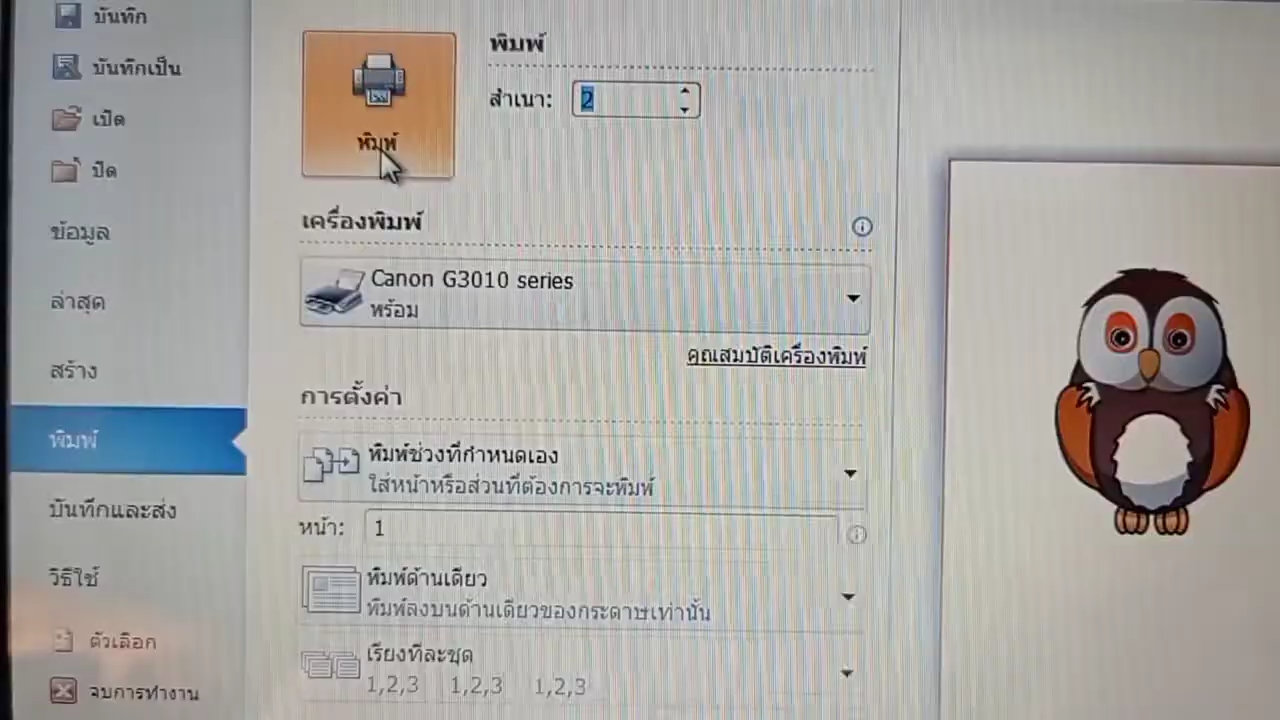 บันทึก
บันทึกเป็น
เปิด
ปิด
ข้อมูล
ล่าสุด
สร้าง
พิมพ์
บันทึกและส่ง
วิธีใช้
ตัวเลือก
จบการทำงาน
พิมพ์
พิมพ์
สำเนา: 2
เครื่องพิมพ์
Canon G3010 series
พร้อม
คุณสมบัติเครื่องพิมพ์
การตั้งค่า
พิมพ์ช่วงที่กำหนดเอง
ใส่หน้าหรือส่วนที่ต้องการจะพิมพ์
หน้า: 1
พิมพ์ด้านเดียว
พิมพ์ลงบนด้านเดียวของกระดาษเท่านั้น
เรียงทีละชุด
1,2,3 1,2,3 1,2,3